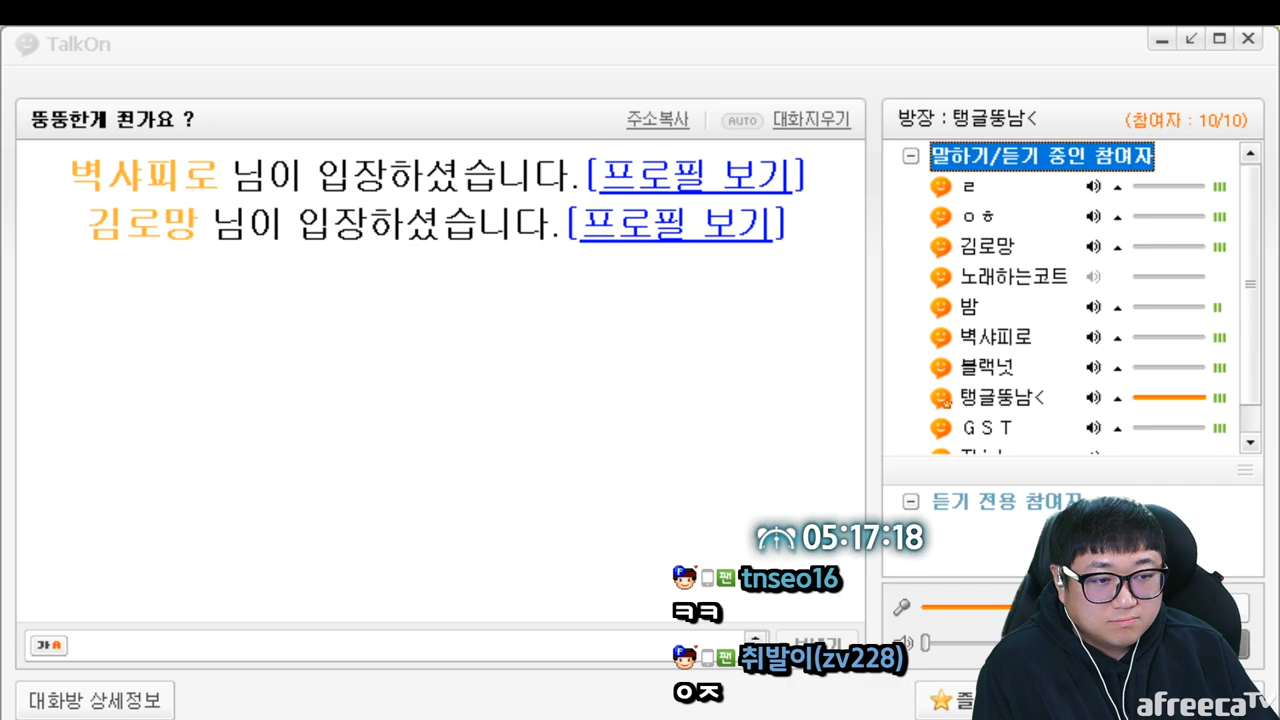 TalkOn
뚱뚱한게 죈가요 ?
주소복사
AUTO
대화지우기
벽샤피로 님이 입장하셨습니다.[프로필 보기]
김로망 님이 입장하셨습니다.[프로필 보기]
방장 : 탱글뚱남<
(참여자 : 10/10)
말하기/듣기 중인 참여자
ㄹ
ㅇㅎ
김로망
노래하는코트
밤
벽샤피로
블랙넛
탱글뚱남<
G S T
듣기 전용 참여자
05:17:18
팬 tnseo16
ㅋㅋ
팬 취발이(zv228)
ㅇㅈ
가
보내기
대화방 상세정보
즐
afreecaTV